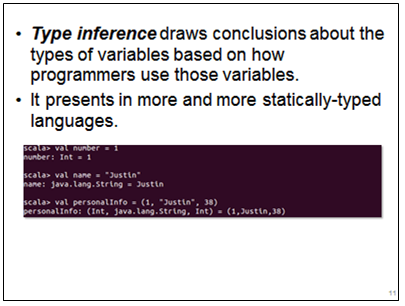 • Type inference draws conclusions about the
types of variables based on how
programmers use those variables.
• It presents in more and more statically-typed
languages.
scala> val number = 1
number: Int = 1
scala> val name = "Justin"
name: java.lang.String = Justin
scala> val personalInfo = (1, "Justin", 38)
personalInfo: (Int, java.lang.String, Int) = (1,Justin,38)
11